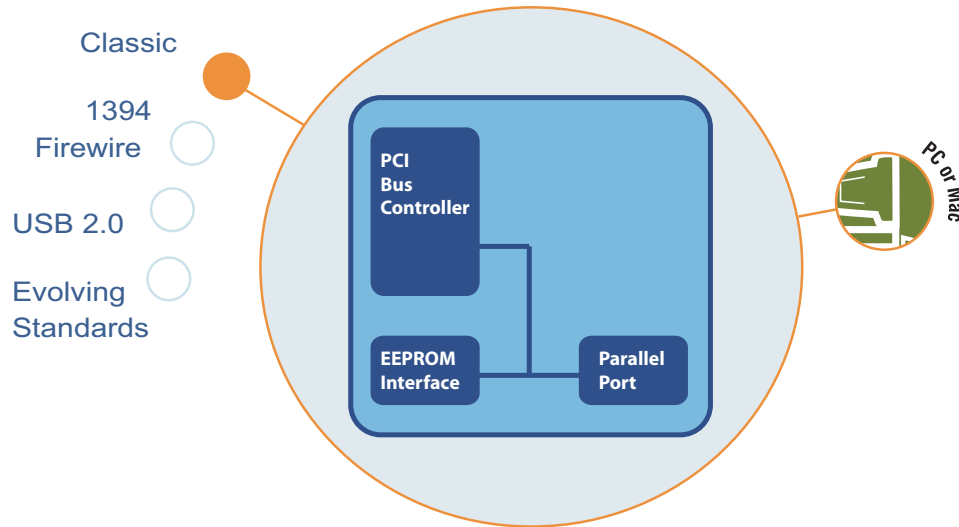 Classic
1394
Firewire
USB 2.0
Evolving
Standards
PCI
Bus
Controller
EEPROM
Interface
Parallel
Port
PC or Mac